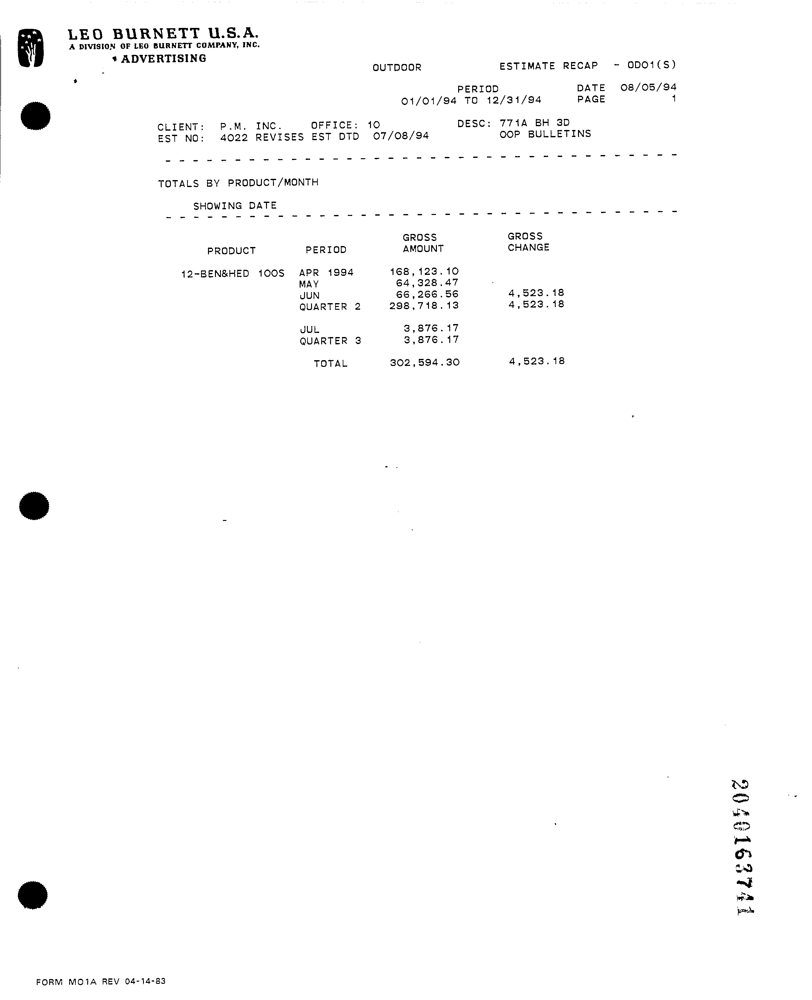 LEO BURNETT U.S.A.
A DIVISION OF LEO BURNETT COMPANY, INC.
ADVERTISING
OUTDOOR ESTIMATE RECAP - OD01(S)
PERIOD DATE 08/05/94
01/01/94 TO 12/31/94 PAGE 1
CLIENT: P.M. INC. OFFICE: 10 DESC: 771A BH 3D
EST NO: 4022 REVISES EST DTD 07/08/94 OOP BULLETINS
TOTALS BY PRODUCT/MONTH
SHOWING DATE
GROSS GROSS
PRODUCT PERIOD AMOUNT CHANGE
12-BEN&HED 100S APR 1994 168,123.10
MAY 64,328.47
JUN 66,266.56 4,523.18
QUARTER 2 298,718.13 4,523.18
JUL 3,876.17
QUARTER 3 3,876.17
TOTAL 302,594.30 4,523.18
2040163741
FORM M01A REV 04-14-83